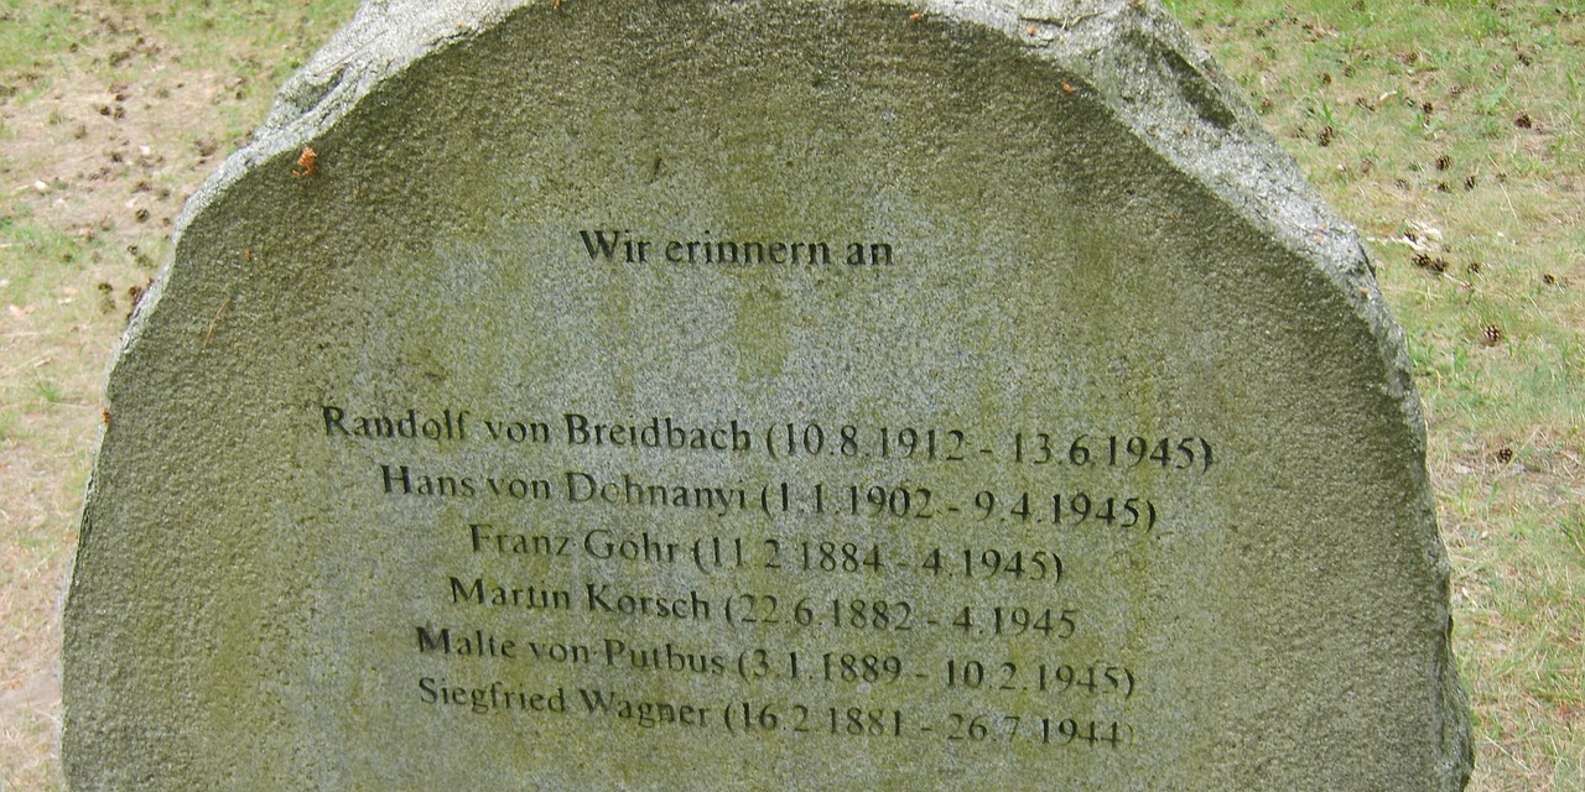 Wir erinnern an
Randolf von Breidbach (10.8.1912 - 13.6.1945)
Hans von Dohnanyi (1.1.1902 - 9.4.1945)
Franz Gohr (11.2.1884 - 4.1945)
Martin Korsch (22.6.1882 - 4.1945
Malte von Putbus (3.1.1889 - 10.2.1945)
Siegfried Wagner (16.2.1881 - 26.7.1944)